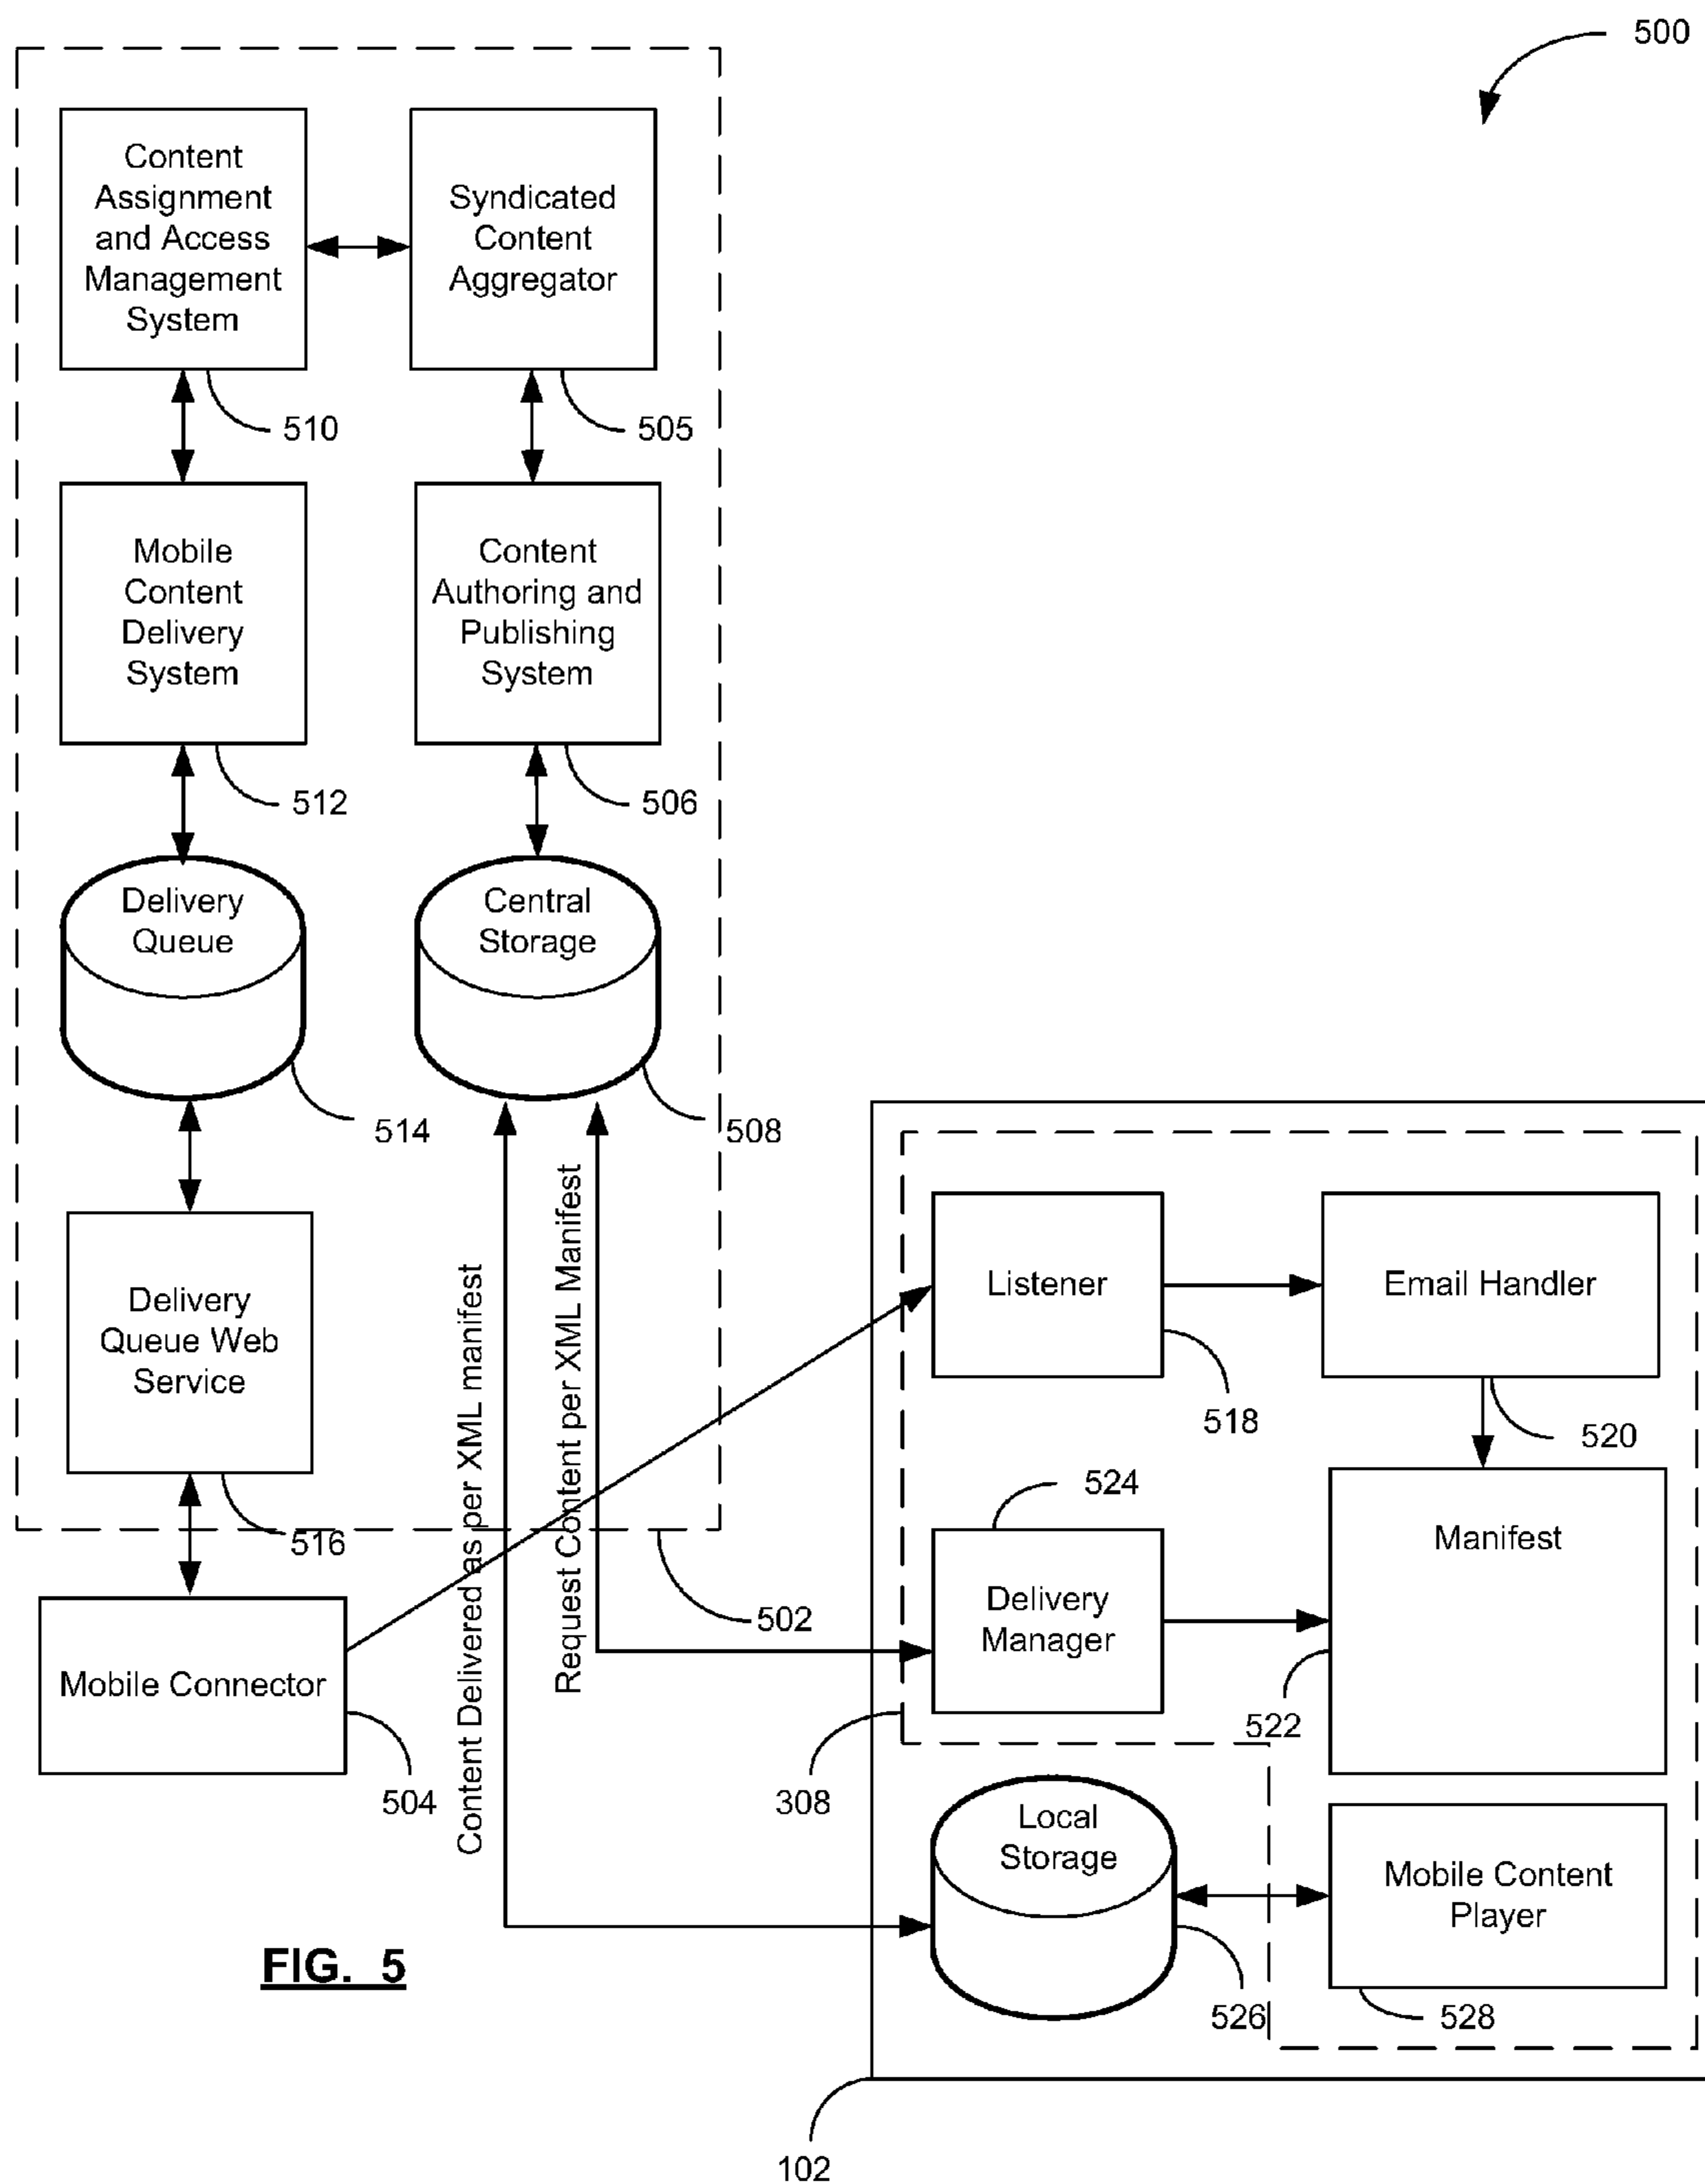 500
Content
Assignment
and Access
Management
System
Syndicated
Content
Aggregator
510
505
Mobile
Content
Delivery
System
Content
Authoring and
Publishing
System
512
506
Delivery
Queue
Central
Storage
514
508
Delivery
Queue Web
Service
516
Content Delivered as per XML manifest
Request Content per XML Manifest
502
Mobile Connector
504
Listener
518
Email Handler
520
524
Delivery
Manager
Manifest
522
308
Local
Storage
526
Mobile Content
Player
528
FIG. 5
102